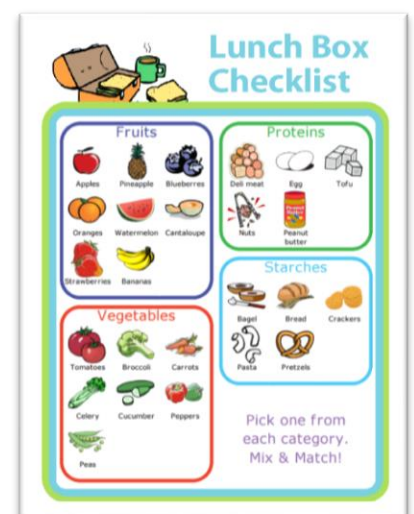 Lunch Box
Checklist
Fruits
Apples Pineapple Blueberres
Oranges Watermelon Cantaloupe
Strawberries Bananas
Vegetables
Tomatoes Broccoli Carrots
Celery Cucumber Peppers
Peas
Proteins
Deli meat Egg Tofu
Nuts Peanut
butter
Starches
Bagel Bread Crackers
Pasta Pretzels
Pick one from
each category.
Mix & Match!